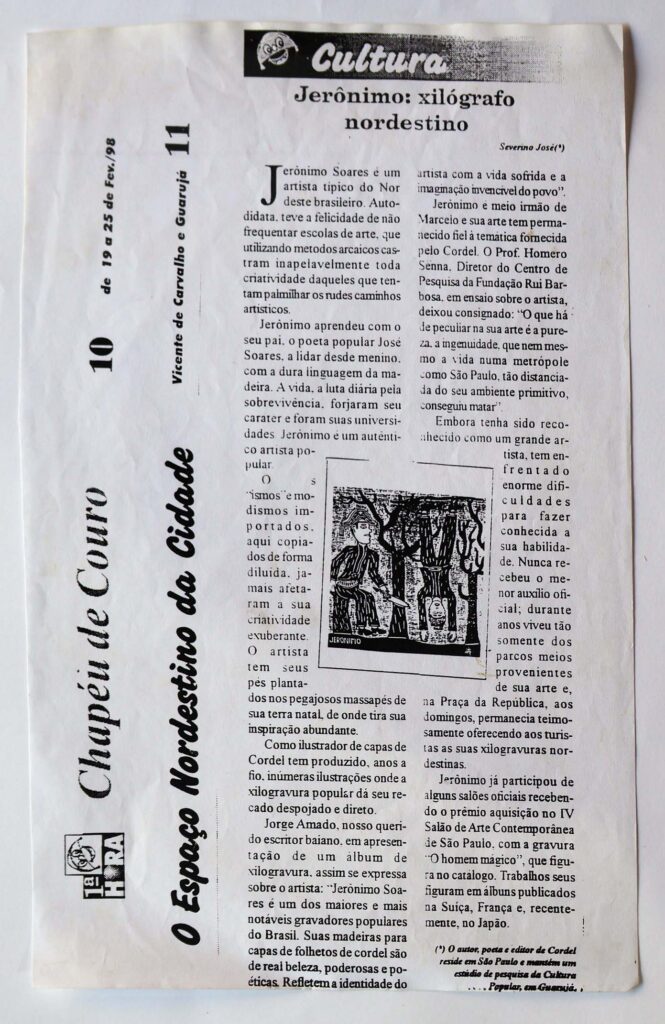 Cultura
Jerônimo: xilógrafo
nordestino
Severino José(*)
Jerônimo Soares é um
artista típico do Nor
deste brasileiro. Auto-
didata, teve a felicidade de não
frequentar escolas de arte, que
utilizando metodos arcaicos cas-
tram inapelavelmente toda
criatividade daqueles que ten-
tam palmilhar os rudes caminhos
artísticos.
Jerônimo aprendeu com o
seu pai, o poeta popular José
Soares, a lidar desde menino,
com a dura linguagem da ma-
deira. A vida, a luta diária pela
sobrevivência, forjaram seu
carater e foram suas universi-
dades. Jerônimo é um autênti-
co artista po-
pular.
O s
"ismos" e mo-
dismos im-
portados,
aqui copia-
dos de forma
diluida, ja-
mais afeta-
ram a sua
criatividade
exuberante.
O artista
tem seus
pés planta-
dos nos pegajosos massapés de
sua terra natal, de onde tira sua
inspiração abundante.
Como ilustrador de capas de
Cordel tem produzido, anos a
fio, inúmeras ilustrações onde a
xilogravura popular dá seu re-
cado despojado e direto.
Jorge Amado, nosso queri-
do escritor baiano, em apresen-
tação de um álbum de
xilogravura, assim se expressa
sobre o artista: "Jerônimo Soa-
res é um dos maiores e mais
notáveis gravadores populares
do Brasil. Suas madeiras para
capas de folhetos de cordel são
de real beleza, poderosas e po-
éticas. Refletem a identidade do
artista com a vida sofrida e a
imaginação invencível do povo".
Jerônimo e meio irmão de
Marcelo e sua arte tem perma-
necido fiel à temática fornecida
pelo Cordel. O Prof. Homero
Senna, Diretor do Centro de
Pesquisa da Fundação Rui Bar-
bosa, em ensaio sobre o artista,
deixou consignado: "O que há
de peculiar na sua arte é a pure-
za, a ingenuidade, que nem mes-
mo a vida numa metrópole
como São Paulo, tão distancia-
da do seu ambiente primitivo,
conseguiu matar".
Embora tenha sido reco-
nhecido como um grande ar-
tista, tem en-
frentado
enorme difi-
culdades
para fazer
conhecida a
sua habilida-
de. Nunca re-
cebeu o me-
nor auxílio ofi-
cial; durante
anos viveu tão
somente dos
parcos meios
provenientes
de sua arte e,
na Praça da República, aos
domingos, permanecia teimo-
samente oferecendo aos turis-
tas as suas xilogravuras nor-
destinas.
Jerônimo já participou de
alguns salões oficiais receben-
do o prêmio aquisição no IV
Salão de Arte Contemporânea
de São Paulo, com a gravura
"O homem mágico", que figu-
ra no catálogo. Trabalhos seus
figuram em álbuns publicados
na Suíça, França e, recente-
mente, no Japão.
(*) O autor, poeta e editor de Cordel
reside em São Paulo e mantém um
estúdio de pesquisa da Cultura
Popular, em Guarujá.
JERONIMO
1ª HORA
Chapéu de Couro
10
de 19 a 25 de Fev./98
O Espaço Nordestino da Cidade
Vicente de Carvalho e Guarujá
11